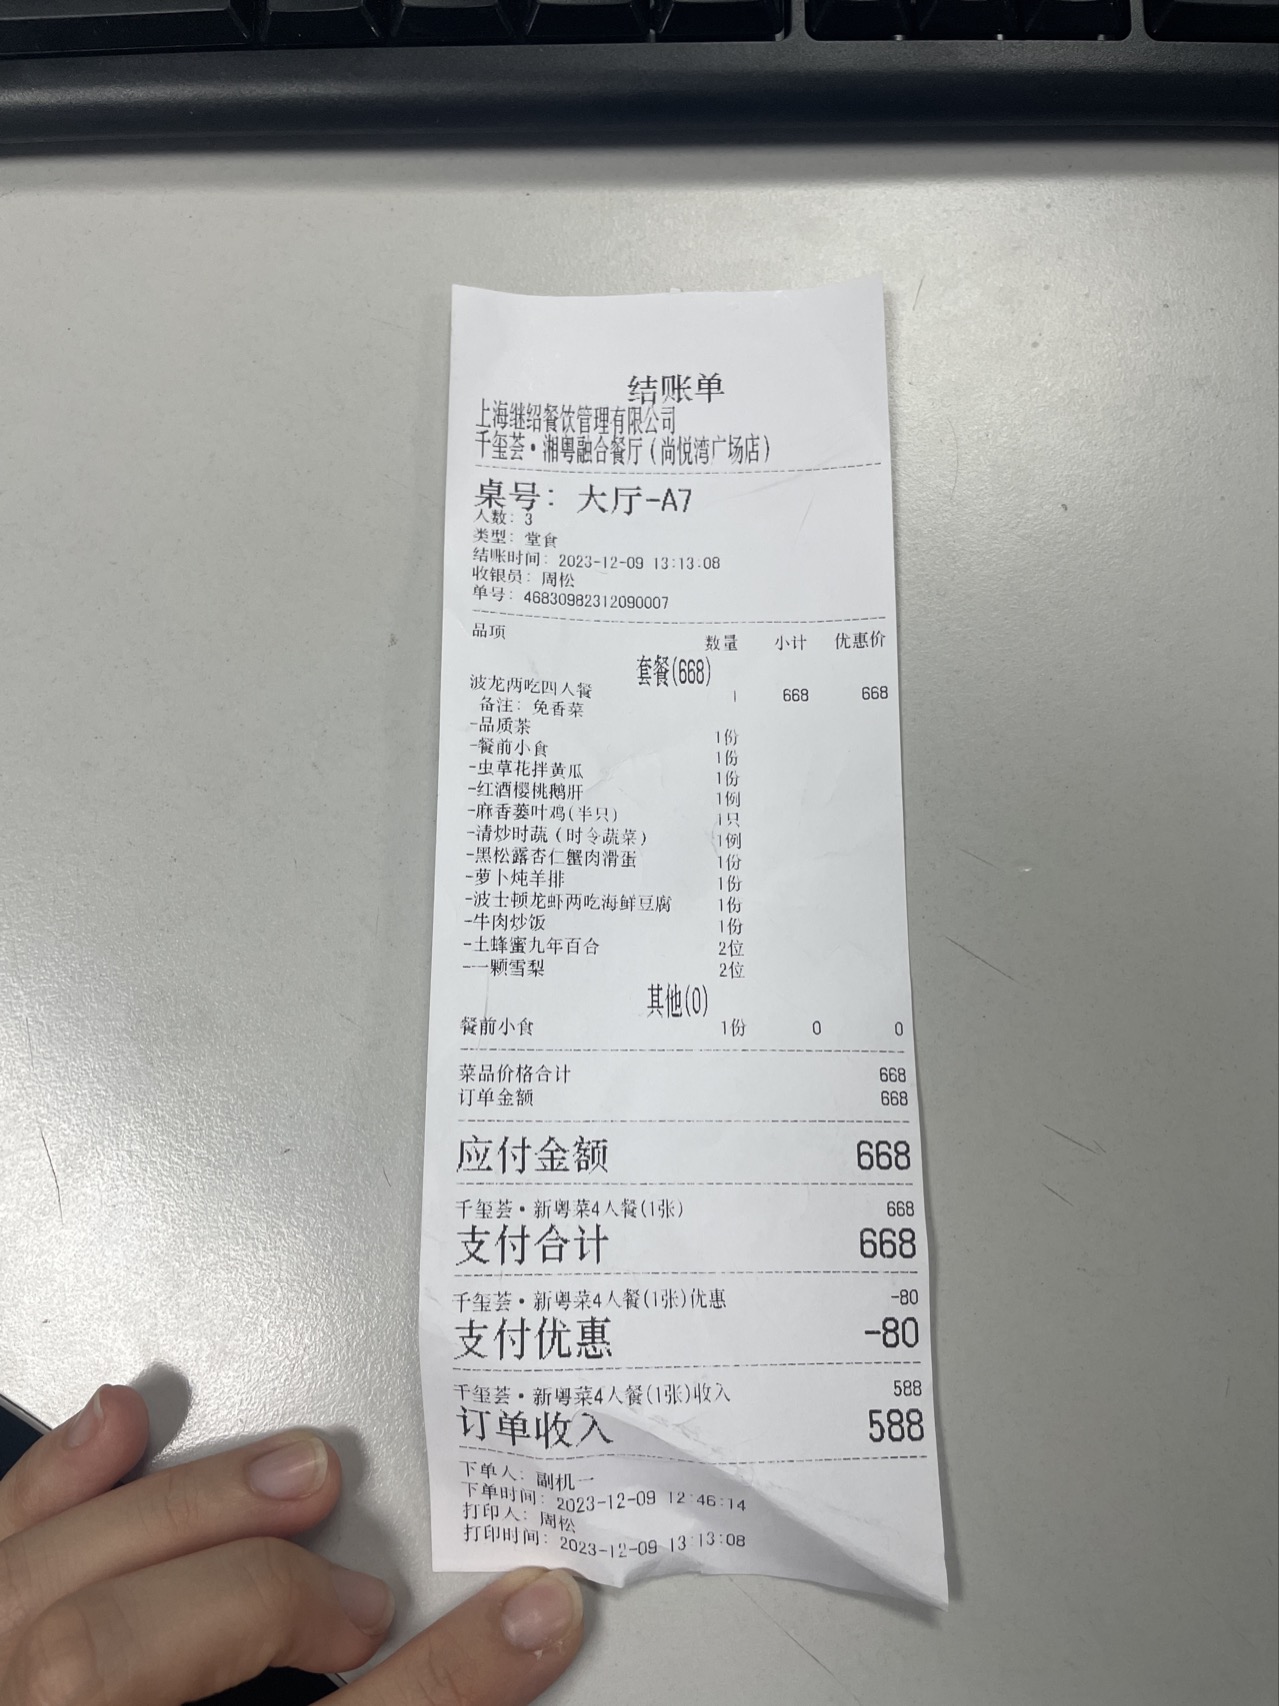 结账单
上海继绍餐饮管理有限公司
千玺荟·湘粤融合餐厅(尚悦湾广场店)
桌号: 大厅-A7
人数: 3
类型: 堂食
结账时间: 2023-12-09 13:13:08
收银员: 周松
单号: 46830982312090007
品项 数量 小计 优惠价
套餐(668)
波龙两吃四人餐 1 668 668
备注: 免香菜
-品质茶 1份
-餐前小食 1份
-虫草花拌黄瓜 1份
-红酒樱桃鹅肝 1例
-麻香蒌叶鸡(半只) 1只
-清炒时蔬(时令蔬菜) 1例
-黑松露杏仁蟹肉滑蛋 1份
-萝卜炖羊排 1份
-波士顿龙虾两吃海鲜豆腐 1份
-牛肉炒饭 1份
-土蜂蜜九年百合 2位
-一颗雪梨 2位
其他(0)
餐前小食 1份 0 0
菜品价格合计 668
订单金额 668
应付金额 668
千玺荟·新粤菜4人餐(1张) 668
支付合计 668
千玺荟·新粤菜4人餐(1张)优惠 -80
支付优惠 -80
千玺荟·新粤菜4人餐(1张)收入 588
订单收入 588
下单人: 副机一
下单时间: 2023-12-09 12:46:14
打印人: 周松
打印时间: 2023-12-09 13:13:08